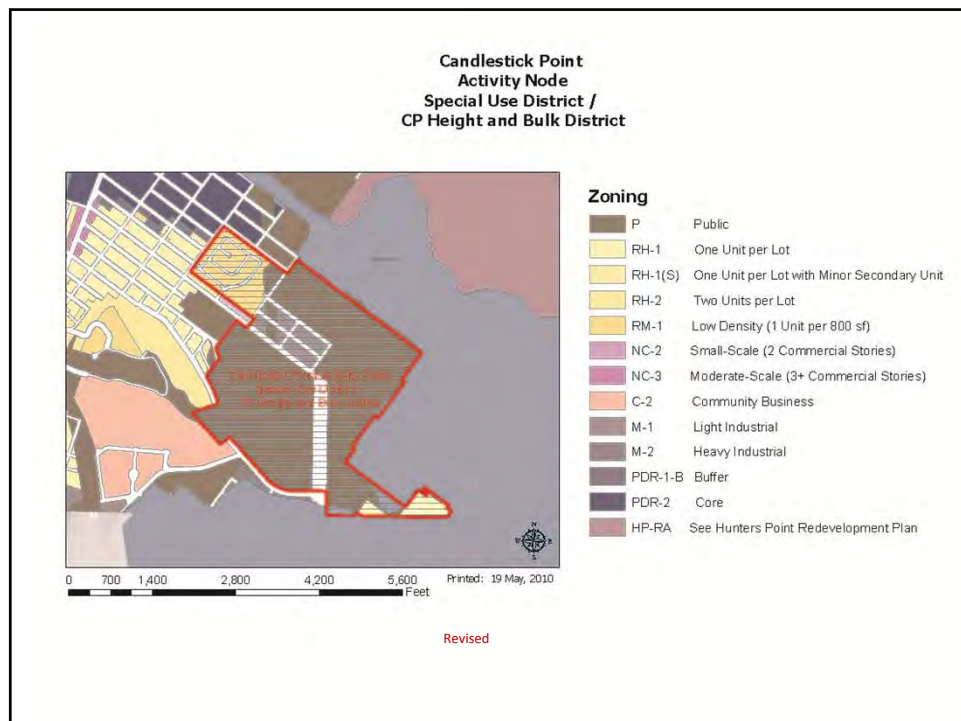 Candlestick Point
Activity Node
Special Use District /
CP Height and Bulk District
Zoning
P Public
RH-1 One Unit per Lot
RH-1(S) One Unit per Lot with Minor Secondary Unit
RH-2 Two Units per Lot
RM-1 Low Density (1 Unit per 800 sf)
NC-2 Small-Scale (2 Commercial Stories)
NC-3 Moderate-Scale (3+ Commercial Stories)
C-2 Community Business
M-1 Light Industrial
M-2 Heavy Industrial
PDR-1-B Buffer
PDR-2 Core
HP-RA See Hunters Point Redevelopment Plan
N
S
0 700 1,400 2,800 4,200 5,600
Feet
Printed: 19 May, 2010
Revised